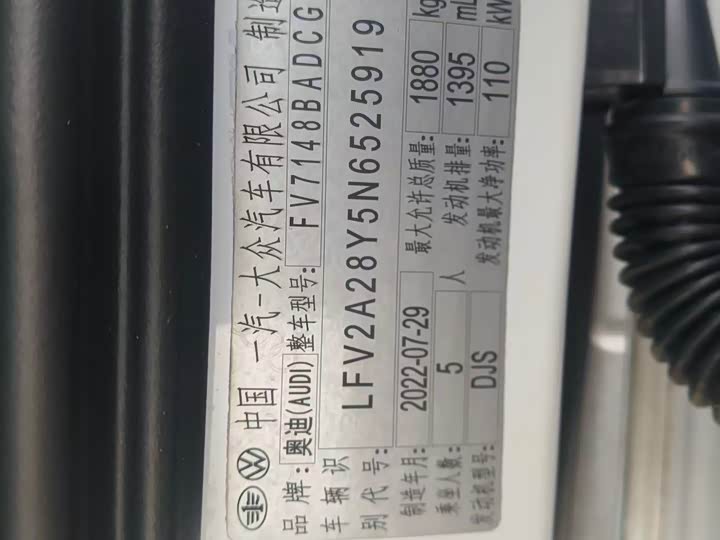 中国 一汽-大众汽车有限公司 制造
品牌: 奥迪(AUDI) 整车型号: FV7148BADCG
车辆识别代号: LFV2A28Y5N6525919
制造年月: 2022-07-29 最大允许总质量: 1880 kg
乘坐人数: 5 人 发动机排量: 1395 mL
发动机型号: DJS 发动机最大净功率: 110 kW